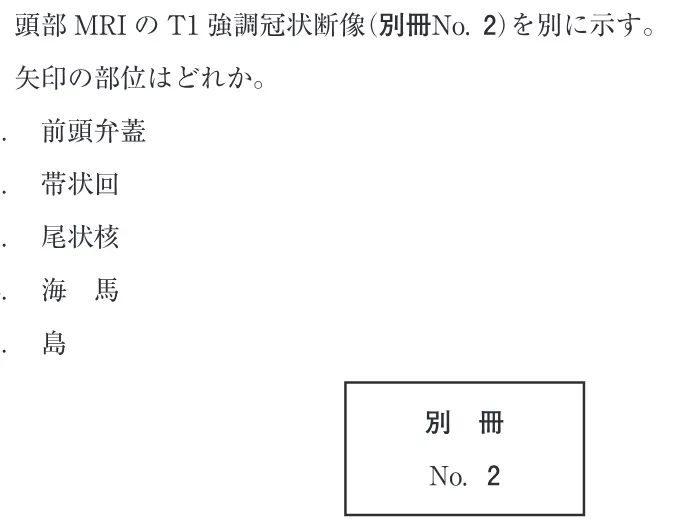 頭部 MRI の T1 強調冠状断像(別冊No. 2)を別に示す。
矢印の部位はどれか。
. 前頭弁蓋
. 帯状回
. 尾状核
. 海 馬
. 島
別 冊
No. 2